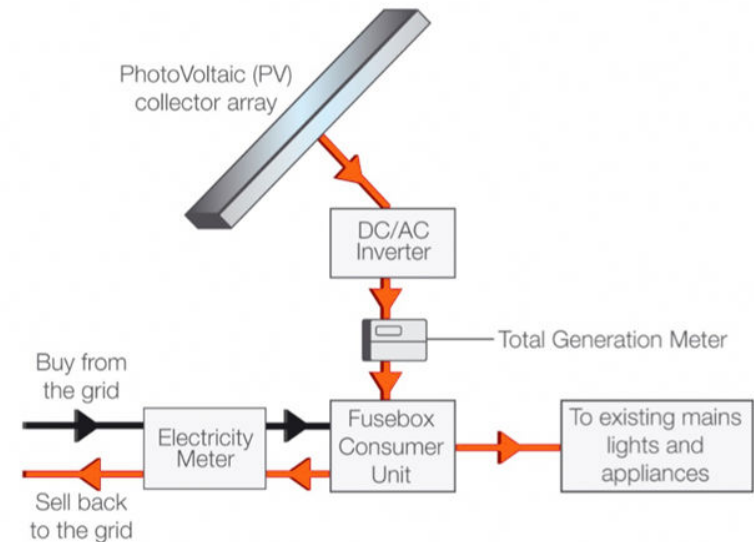 PhotoVoltaic (PV)
collector array
DC/AC
Inverter
Total Generation Meter
Buy from
the grid
Electricity
Meter
Fusebox
Consumer
Unit
To existing mains
lights and
appliances
Sell back
to the grid